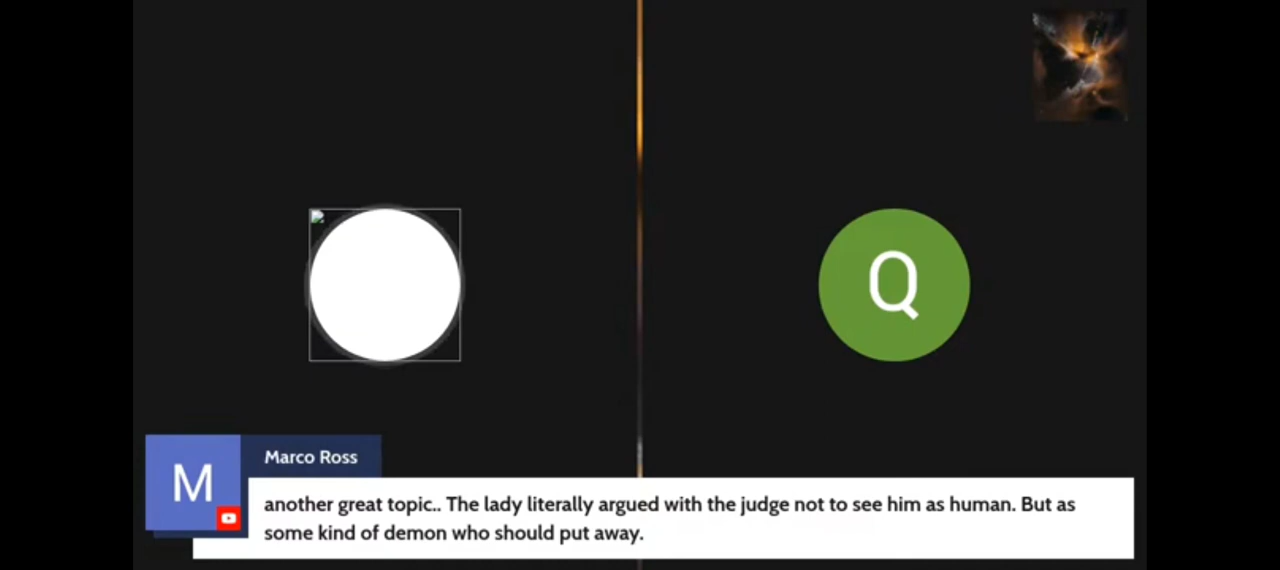 Q
M
Marco Ross
another great topic.. The lady literally argued with the judge not to see him as human. But as
some kind of demon who should put away.